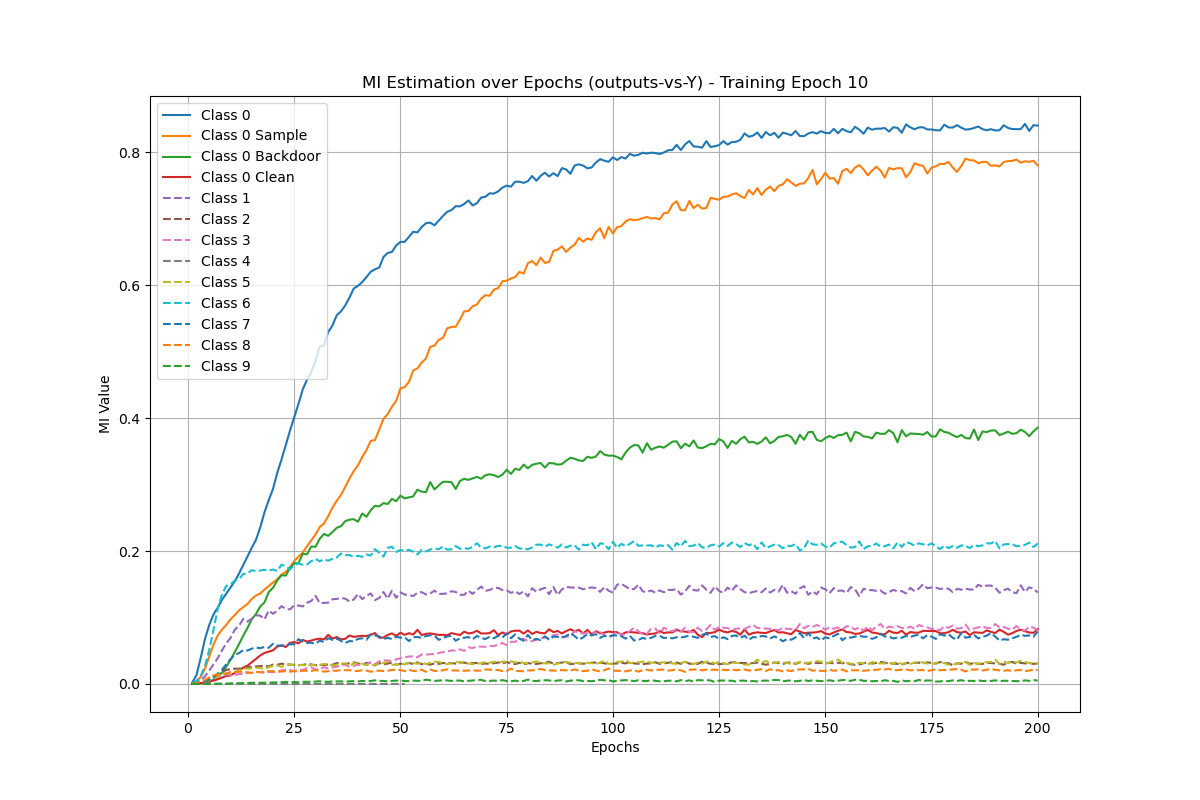 MI Estimation over Epochs (outputs-vs-Y) - Training Epoch 10
Class 0
Class 0 Sample
Class 0 Backdoor
Class 0 Clean
Class 1
Class 2
Class 3
Class 4
Class 5
Class 6
Class 7
Class 8
Class 9
MI Value
0.8
0.6
0.4
0.2
0.0
0 25 50 75 100 125 150 175 200
Epochs